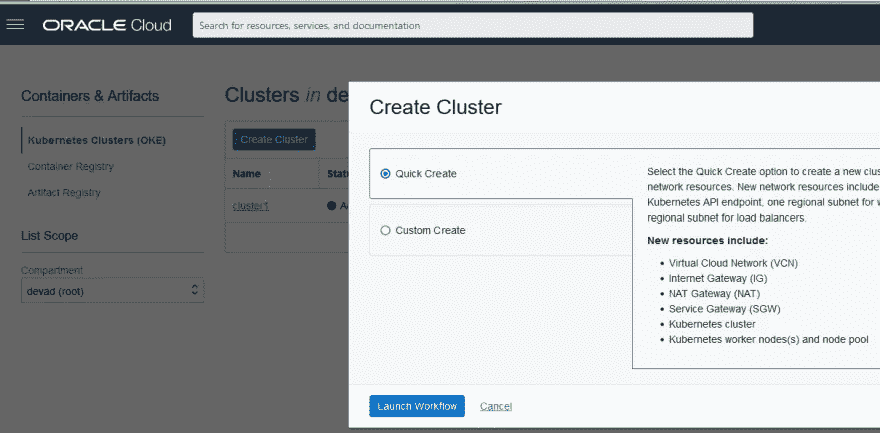 ORACLE Cloud
Search for resources, services, and documentation
Containers & Artifacts
Kubernetes Clusters (OKE)
Container Registry
Artifact Registry
List Scope
Compartment
devad (root)
Clusters in de
Create Cluster
Name
Statu
cluster1
A
Create Cluster
Quick Create
Custom Create
Select the Quick Create option to create a new clus
network resources. New network resources include
Kubernetes API endpoint, one regional subnet for w
regional subnet for load balancers.
New resources include:
• Virtual Cloud Network (VCN)
• Internet Gateway (IG)
• NAT Gateway (NAT)
• Service Gateway (SGW)
• Kubernetes cluster
• Kubernetes worker nodes(s) and node pool
Launch Workflow
Cancel